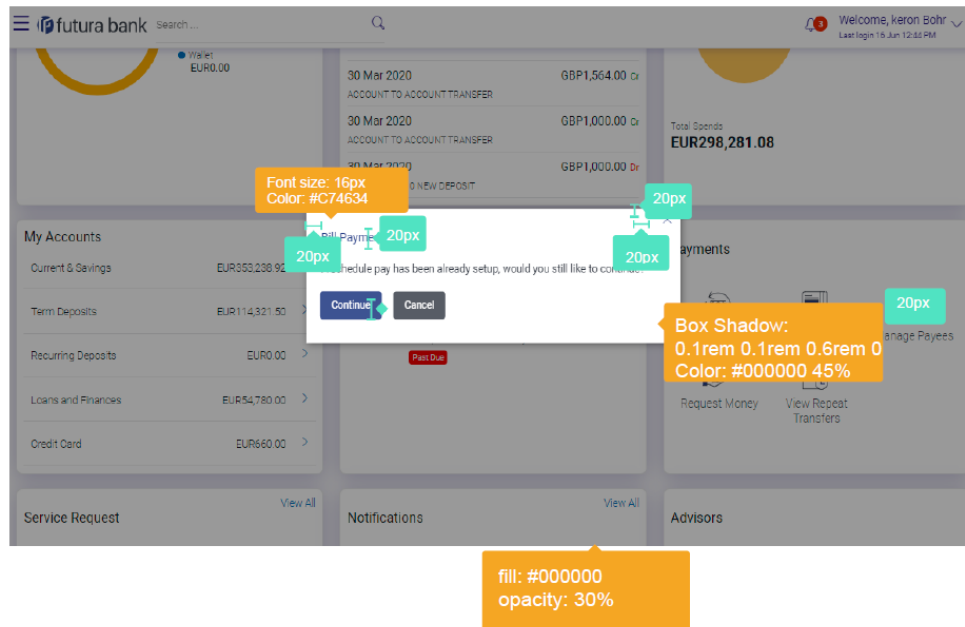 futura bank Search ...
3
Welcome, keron Bohr
Last login 16 Jun 12:44 PM
Wallet
EUR0.00
30 Mar 2020 GBP1,564.00 Cr
ACCOUNT TO ACCOUNT TRANSFER
30 Mar 2020 GBP1,000.00 Cr
ACCOUNT TO ACCOUNT TRANSFER
30 Mar 2020 GBP1,000.00 Dr
NEW DEPOSIT
Total Spends
EUR298,281.08
Font size: 16px
Color: #C74634
20px
20px
20px
20px
Bill Payment
schedule pay has been already setup, would you still like to continue?
Continue Cancel
20px
Box Shadow:
0.1rem 0.1rem 0.6rem 0
Color: #000000 45%
My Accounts
Current & Savings EUR353,238.92
Term Deposits EUR114,321.50
Recurring Deposits EUR0.00
Loans and Finances EUR54,780.00
Credit Card EUR660.00
Past Due
ayments
anage Payees
Request Money
View Repeat
Transfers
Service Request View All
Notifications View All
Advisors
fill: #000000
opacity: 30%